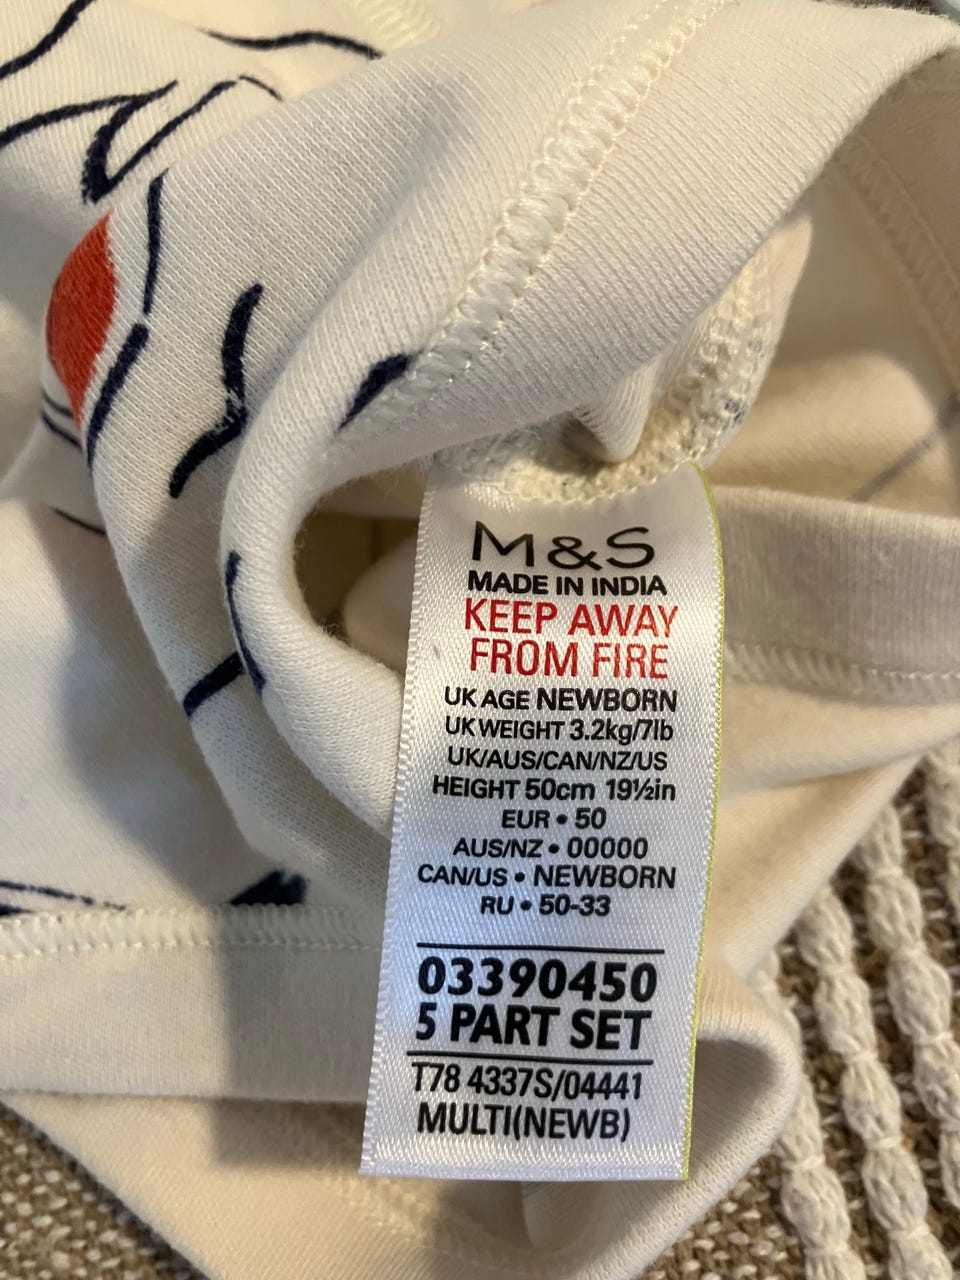 M&S
MADE IN INDIA
KEEP AWAY
FROM FIRE
UK AGE NEWBORN
UK WEIGHT 3.2kg/7lb
UK/AUS/CAN/NZ/US
HEIGHT 50cm 19½in
EUR • 50
AUS/NZ • 00000
CAN/US • NEWBORN
RU • 50-33
03390450
5 PART SET
T78 4337S/04441
MULTI(NEWB)